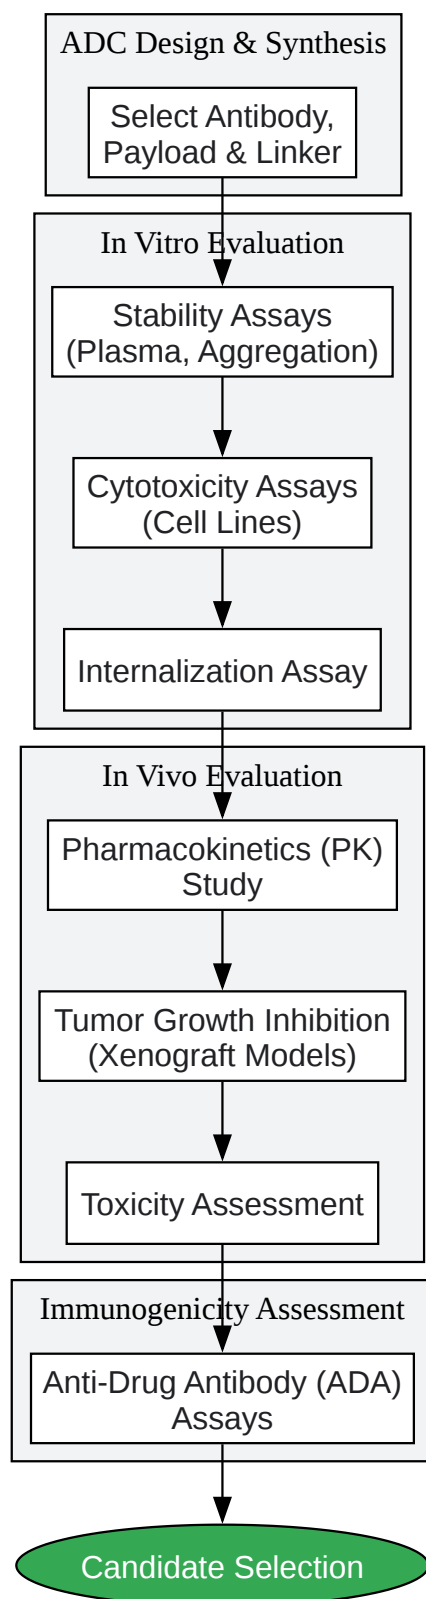 ADC Design & Synthesis
Select Antibody,
Payload & Linker
In Vitro Evaluation
Stability Assays
(Plasma, Aggregation)
Cytotoxicity Assays
(Cell Lines)
Internalization Assay
In Vivo Evaluation
Pharmacokinetics (PK)
Study
Tumor Growth Inhibition
(Xenograft Models)
Toxicity Assessment
Immunogenicity Assessment
Anti-Drug Antibody (ADA)
Assays
Candidate Selection